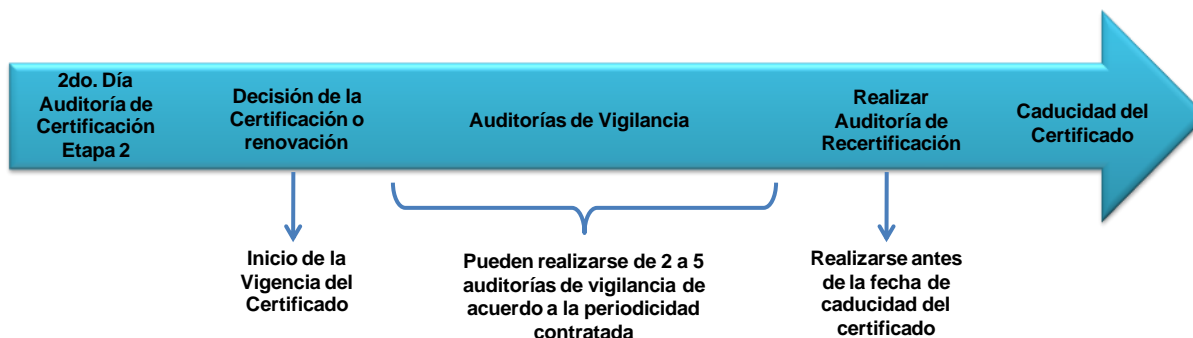 2do. Día
Auditoría de
Certificación
Etapa 2
Decisión de la
Certificación o
renovación
Auditorías de Vigilancia
Realizar
Auditoría de
Recertificación
Caducidad del
Certificado
Inicio de la
Vigencia del
Certificado
Pueden realizarse de 2 a 5
auditorías de vigilancia de
acuerdo a la periodicidad
contratada
Realizarse antes
de la fecha de
caducidad del
certificado